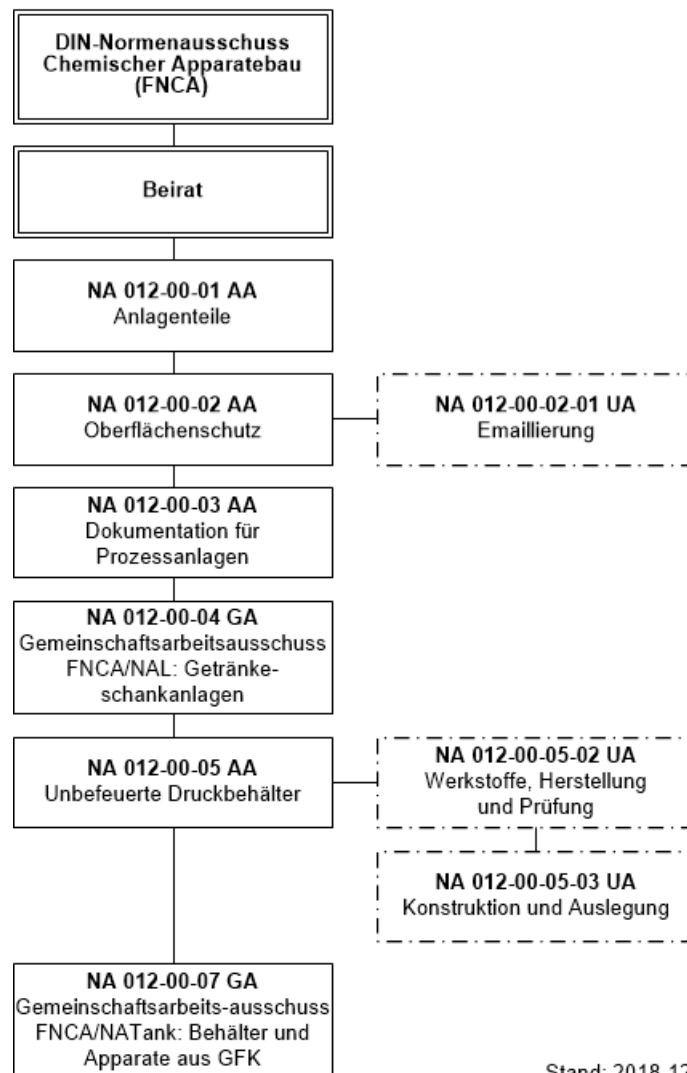 DIN-Normenausschuss
Chemischer Apparatebau
(FNCA)
Beirat
NA 012-00-01 AA
Anlagenteile
NA 012-00-02 AA
Oberflächenschutz
NA 012-00-02-01 UA
Emaillierung
NA 012-00-03 AA
Dokumentation für
Prozessanlagen
NA 012-00-04 GA
Gemeinschaftsarbeitsausschuss
FNCA/NAL: Getränke-
schankanlagen
NA 012-00-05 AA
Unbefeuerte Druckbehälter
NA 012-00-05-02 UA
Werkstoffe, Herstellung
und Prüfung
NA 012-00-05-03 UA
Konstruktion und Auslegung
NA 012-00-07 GA
Gemeinschaftsarbeits-ausschuss
FNCA/NATank: Behälter und
Apparate aus GFK
Stand: 2018-12